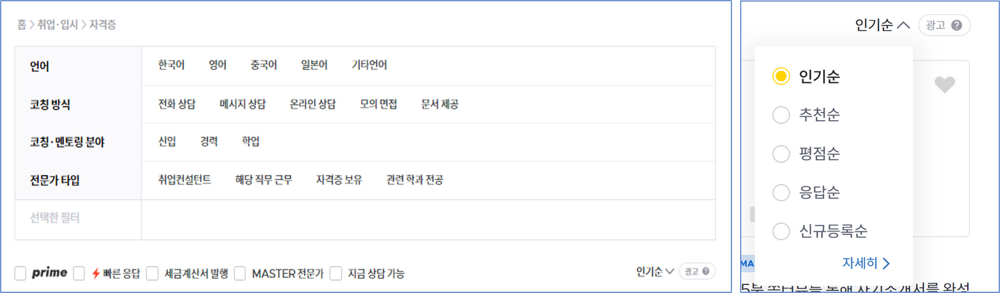 홈 > 취업·입시 > 자격증
언어 한국어 영어 중국어 일본어 기타언어
코칭 방식 전화 상담 메시지 상담 온라인 상담 모의 면접 문서 제공
코칭·멘토링 분야 신입 경력 학업
전문가 타입 취업컨설턴트 해당 직무 근무 자격증 보유 관련 학과 전공
선택한 필터
prime 빠른 응답 세금계산서 발행 MASTER 전문가 지금 상담 가능 인기순 광고 ?
인기순 광고 ?
인기순
추천순
평점순
응답순
신규등록순
자세히 >